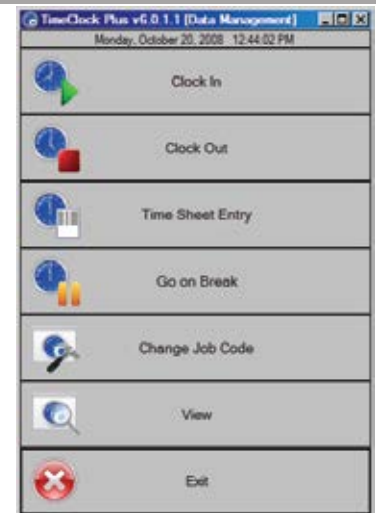 TimeClock Plus v6.0.1.1 [Data Management]
Monday, October 20, 2008 12:44:02 PM
Clock In
Clock Out
Time Sheet Entry
Go on Break
Change Job Code
View
Exit